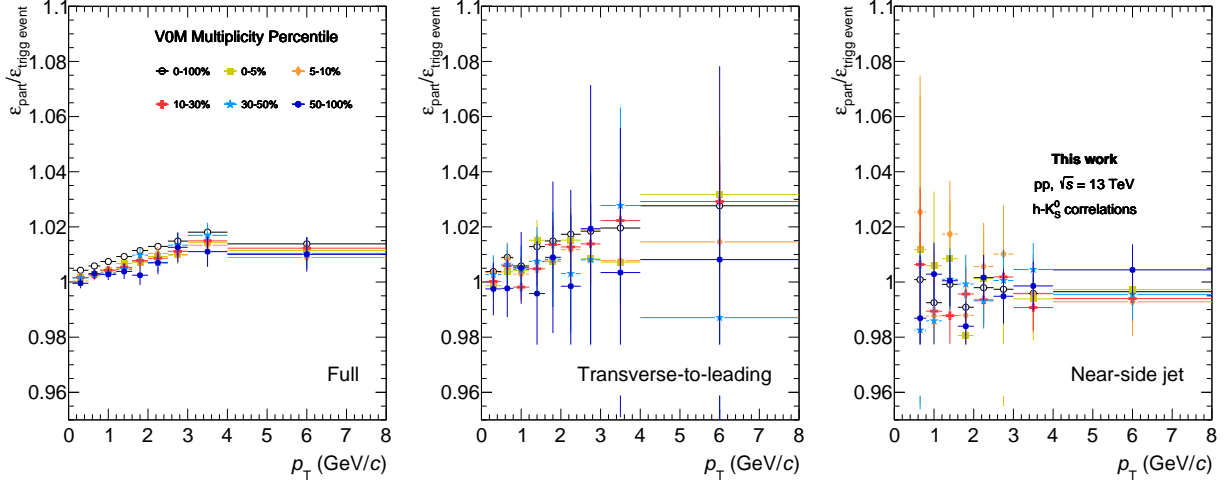 ε_part/ε_trigg event
1.1
1.08
1.06
1.04
1.02
1
0.98
0.96
V0M Multiplicity Percentile
0-100%
0-5%
5-10%
10-30%
30-50%
50-100%
Full
0 1 2 3 4 5 6 7 8
p_T (GeV/c)
ε_part/ε_trigg event
1.1
1.08
1.06
1.04
1.02
1
0.98
0.96
Transverse-to-leading
0 1 2 3 4 5 6 7 8
p_T (GeV/c)
ε_part/ε_trigg event
1.1
1.08
1.06
1.04
1.02
1
0.98
0.96
This work
pp, √s = 13 TeV
h-K⁰_S correlations
Near-side jet
0 1 2 3 4 5 6 7 8
p_T (GeV/c)